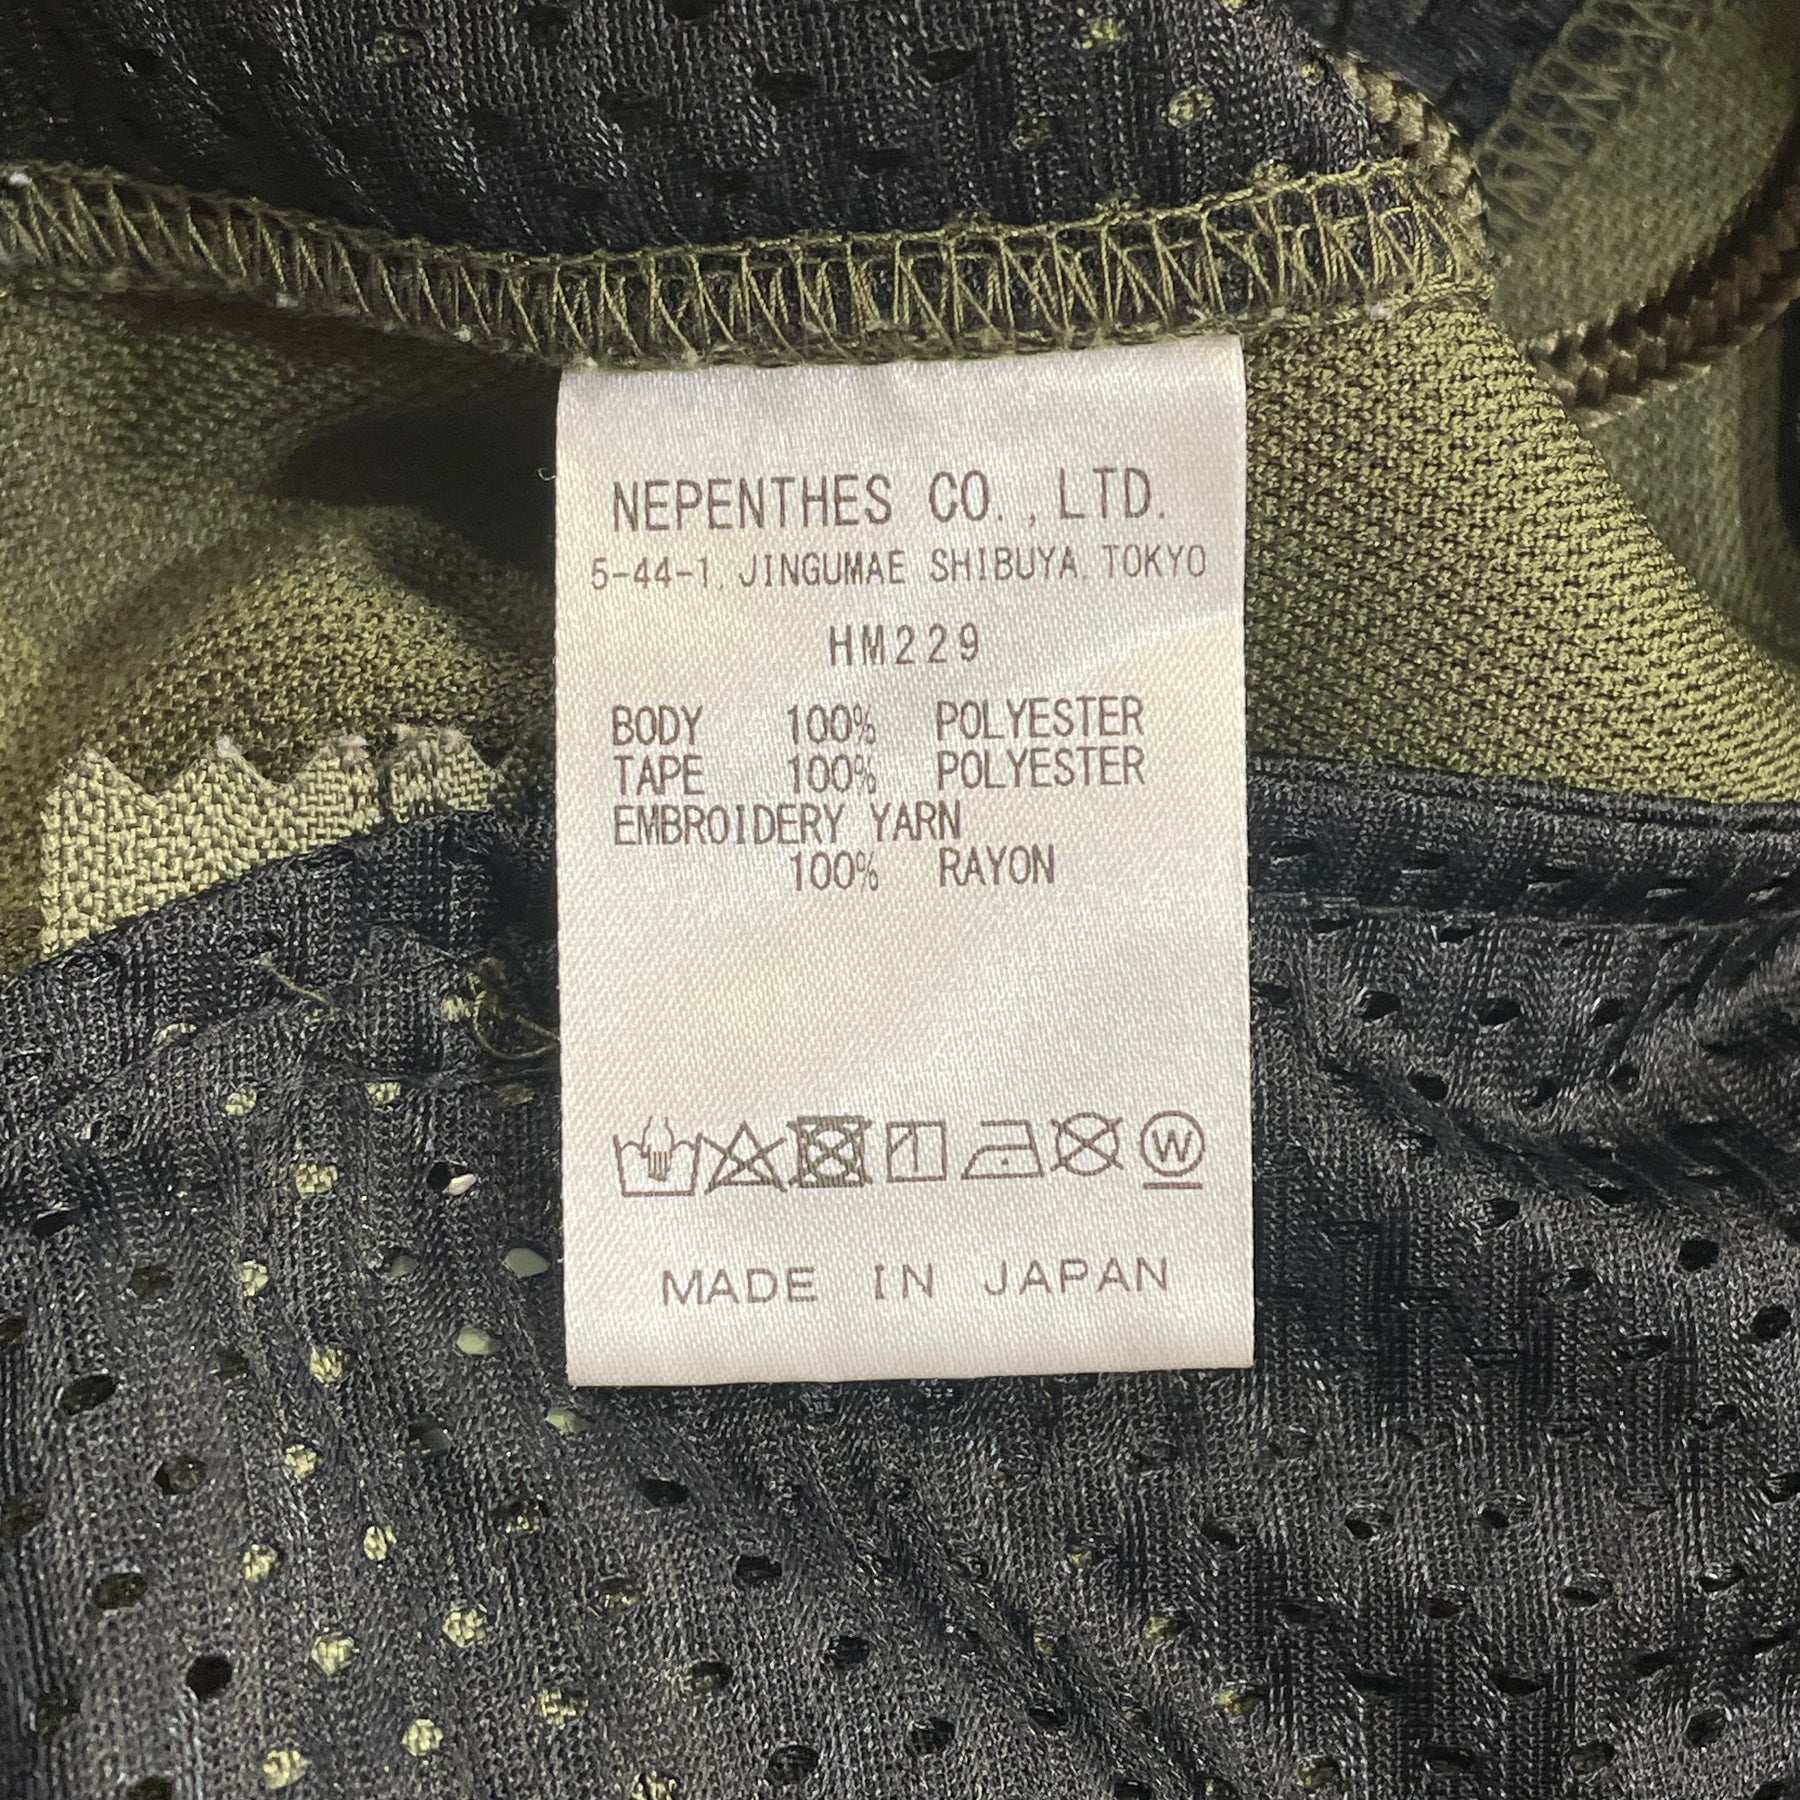 NEPENTHES CO., LTD.
5-44-1, JINGUMAE SHIBUYA, TOKYO
HM229
BODY 100% POLYESTER
TAPE 100% POLYESTER
EMBROIDERY YARN
100% RAYON
W
MADE IN JAPAN